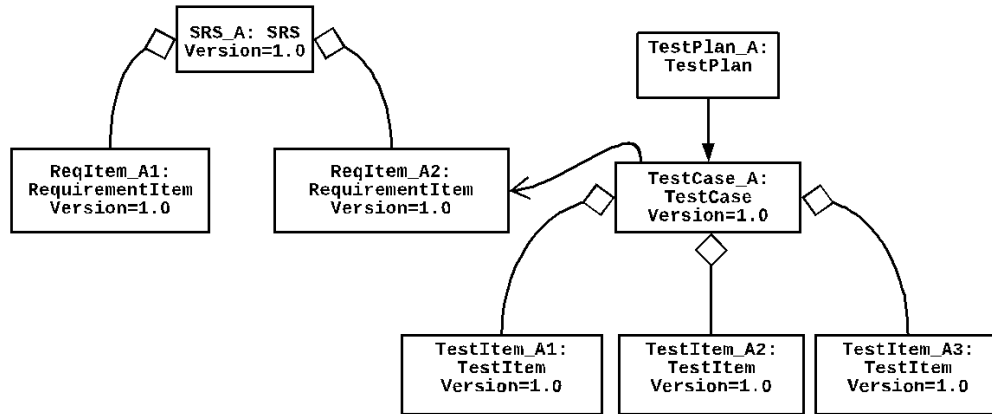 SRS_A: SRS
Version=1.0
TestPlan_A:
TestPlan
ReqItem_A1:
RequirementItem
Version=1.0
ReqItem_A2:
RequirementItem
Version=1.0
TestCase_A:
TestCase
Version=1.0
TestItem_A1:
TestItem
Version=1.0
TestItem_A2:
TestItem
Version=1.0
TestItem_A3:
TestItem
Version=1.0